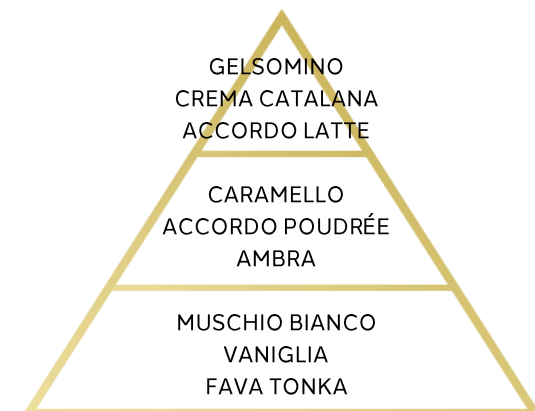 GELSOMINO
CREMA CATALANA
ACCORDO LATTE
CARAMELLO
ACCORDO POUDRÉE
AMBRA
MUSCHIO BIANCO
VANIGLIA
FAVA TONKA